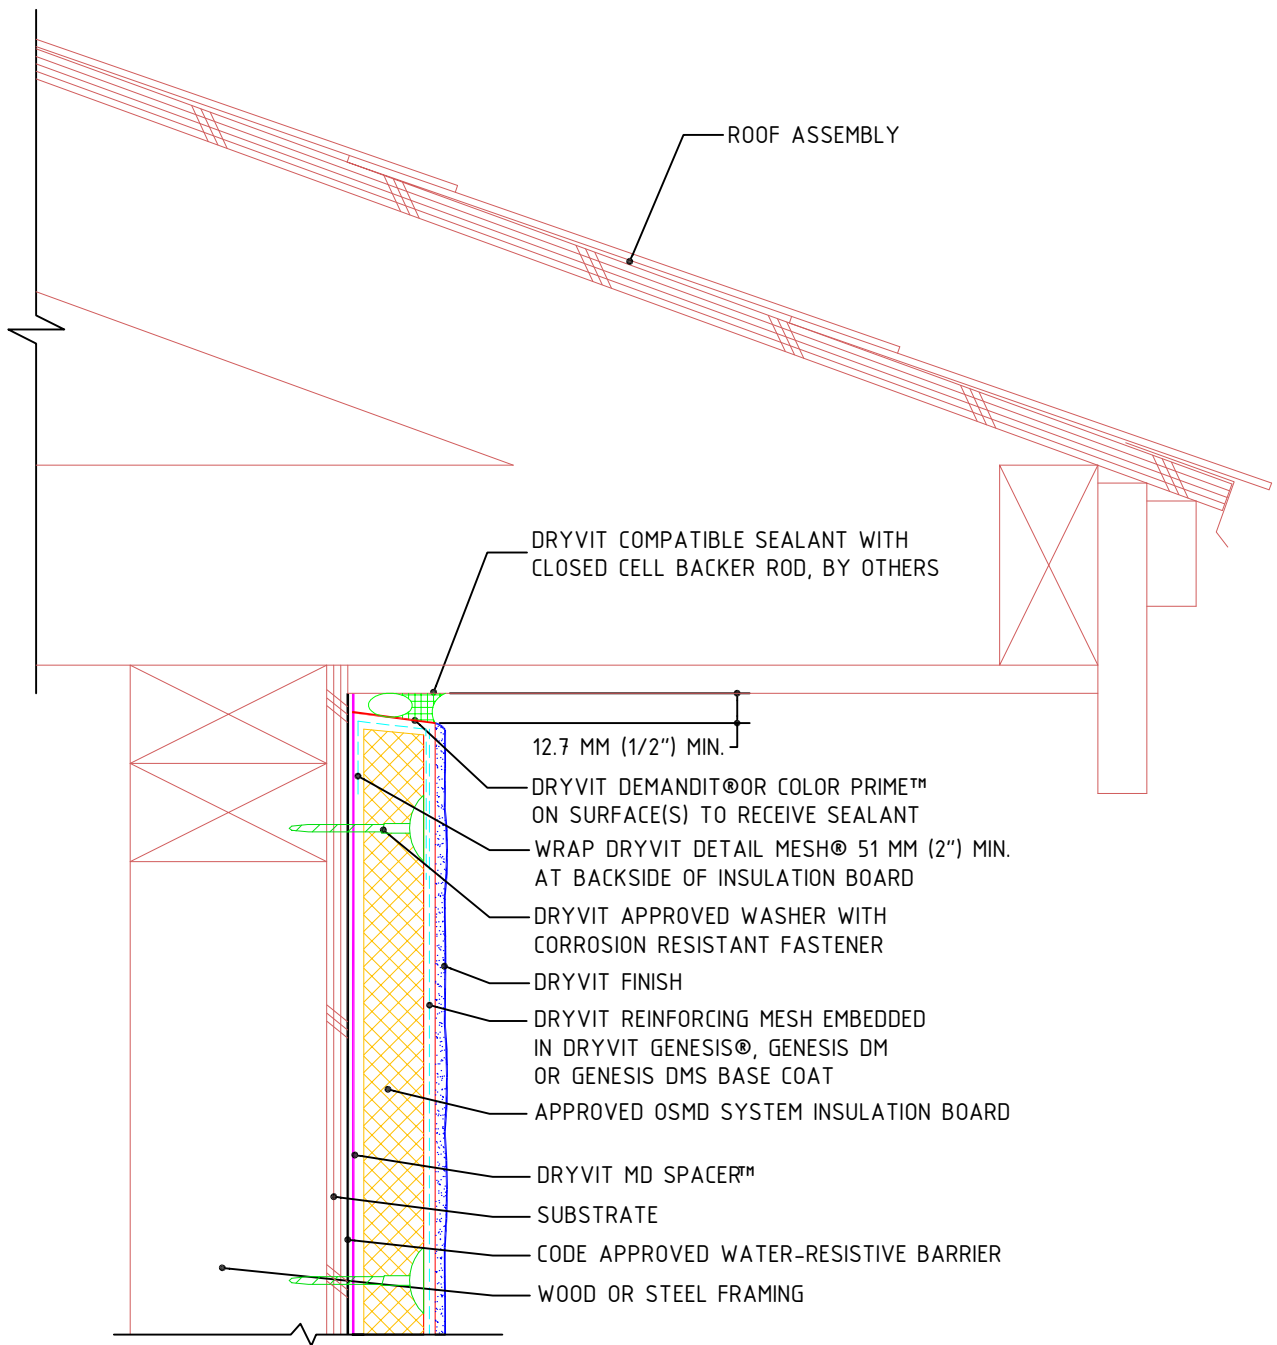 ROOF ASSEMBLY
DRYVIT COMPATIBLE SEALANT WITH
CLOSED CELL BACKER ROD, BY OTHERS
12.7 MM (1/2") MIN.
DRYVIT DEMANDIT®OR COLOR PRIME™
ON SURFACE(S) TO RECEIVE SEALANT
WRAP DRYVIT DETAIL MESH® 51 MM (2") MIN.
AT BACKSIDE OF INSULATION BOARD
DRYVIT APPROVED WASHER WITH
CORROSION RESISTANT FASTENER
DRYVIT FINISH
DRYVIT REINFORCING MESH EMBEDDED
IN DRYVIT GENESIS®, GENESIS DM
OR GENESIS DMS BASE COAT
APPROVED OSMD SYSTEM INSULATION BOARD
DRYVIT MD SPACER™
SUBSTRATE
CODE APPROVED WATER-RESISTIVE BARRIER
WOOD OR STEEL FRAMING